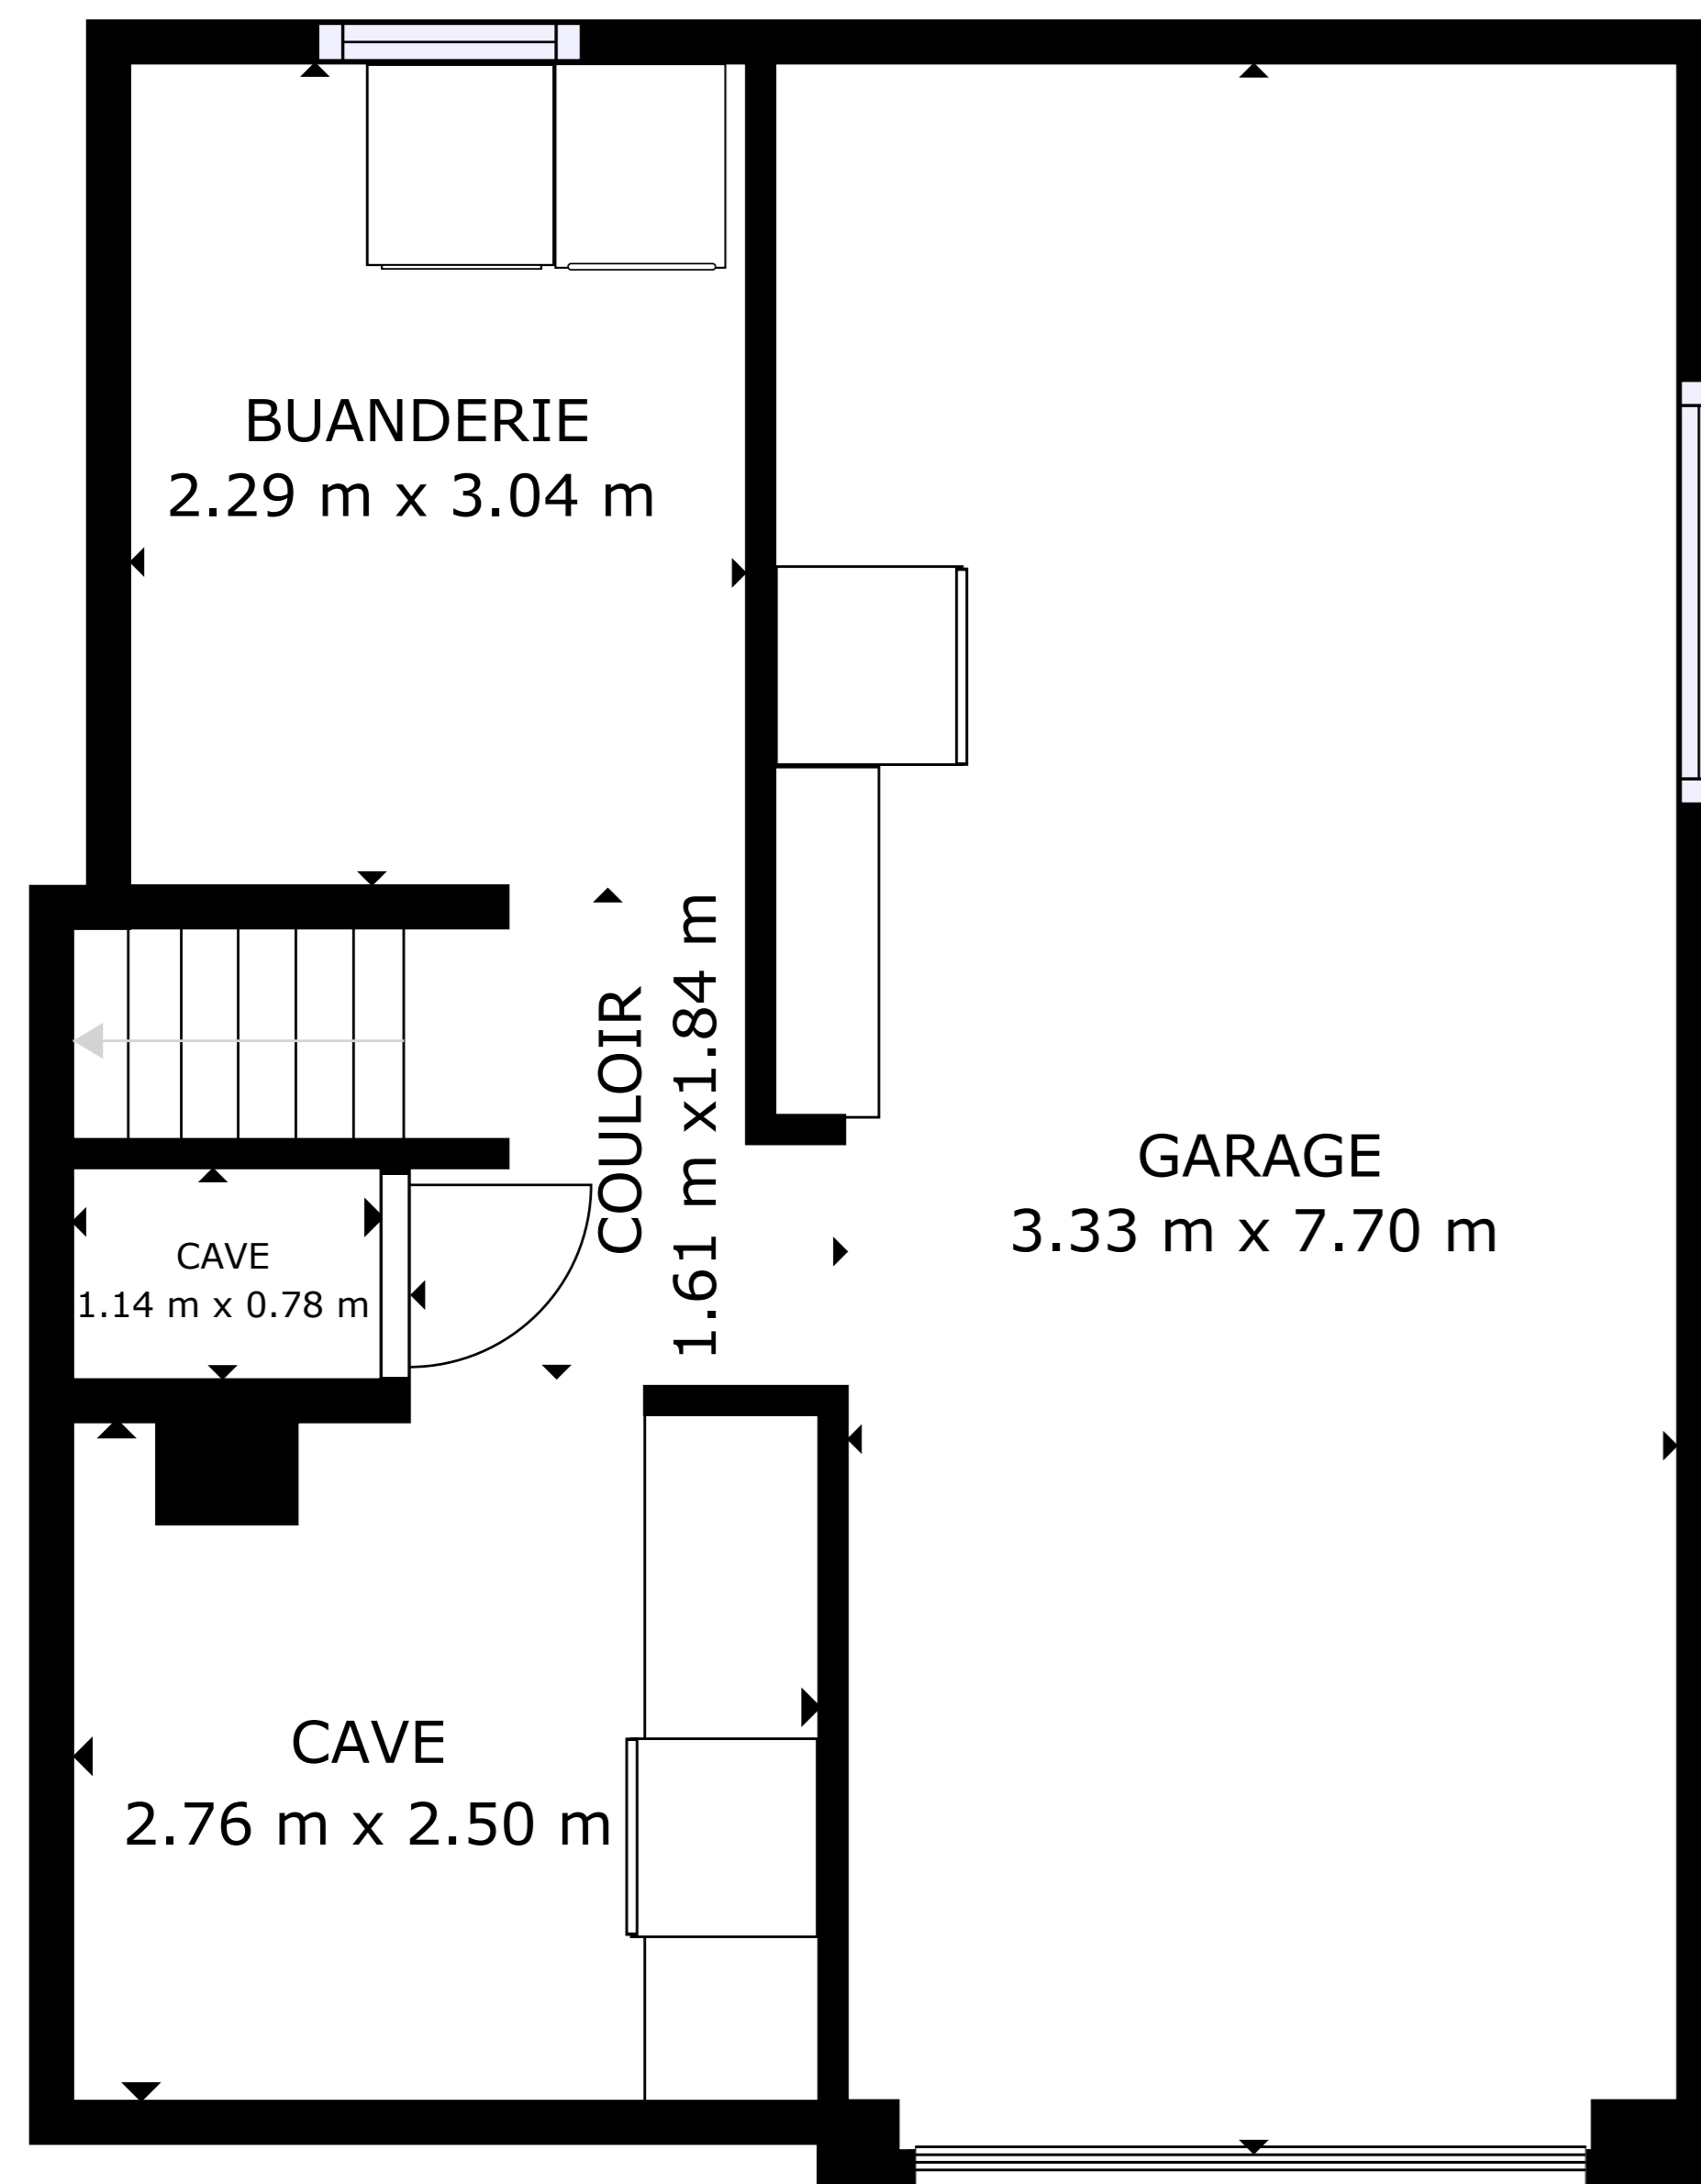 BUANDERIE
2.29 m x 3.04 m
COULOIR
1.61 m x1.84 m
GARAGE
3.33 m x 7.70 m
CAVE
1.14 m x 0.78 m
CAVE
2.76 m x 2.50 m